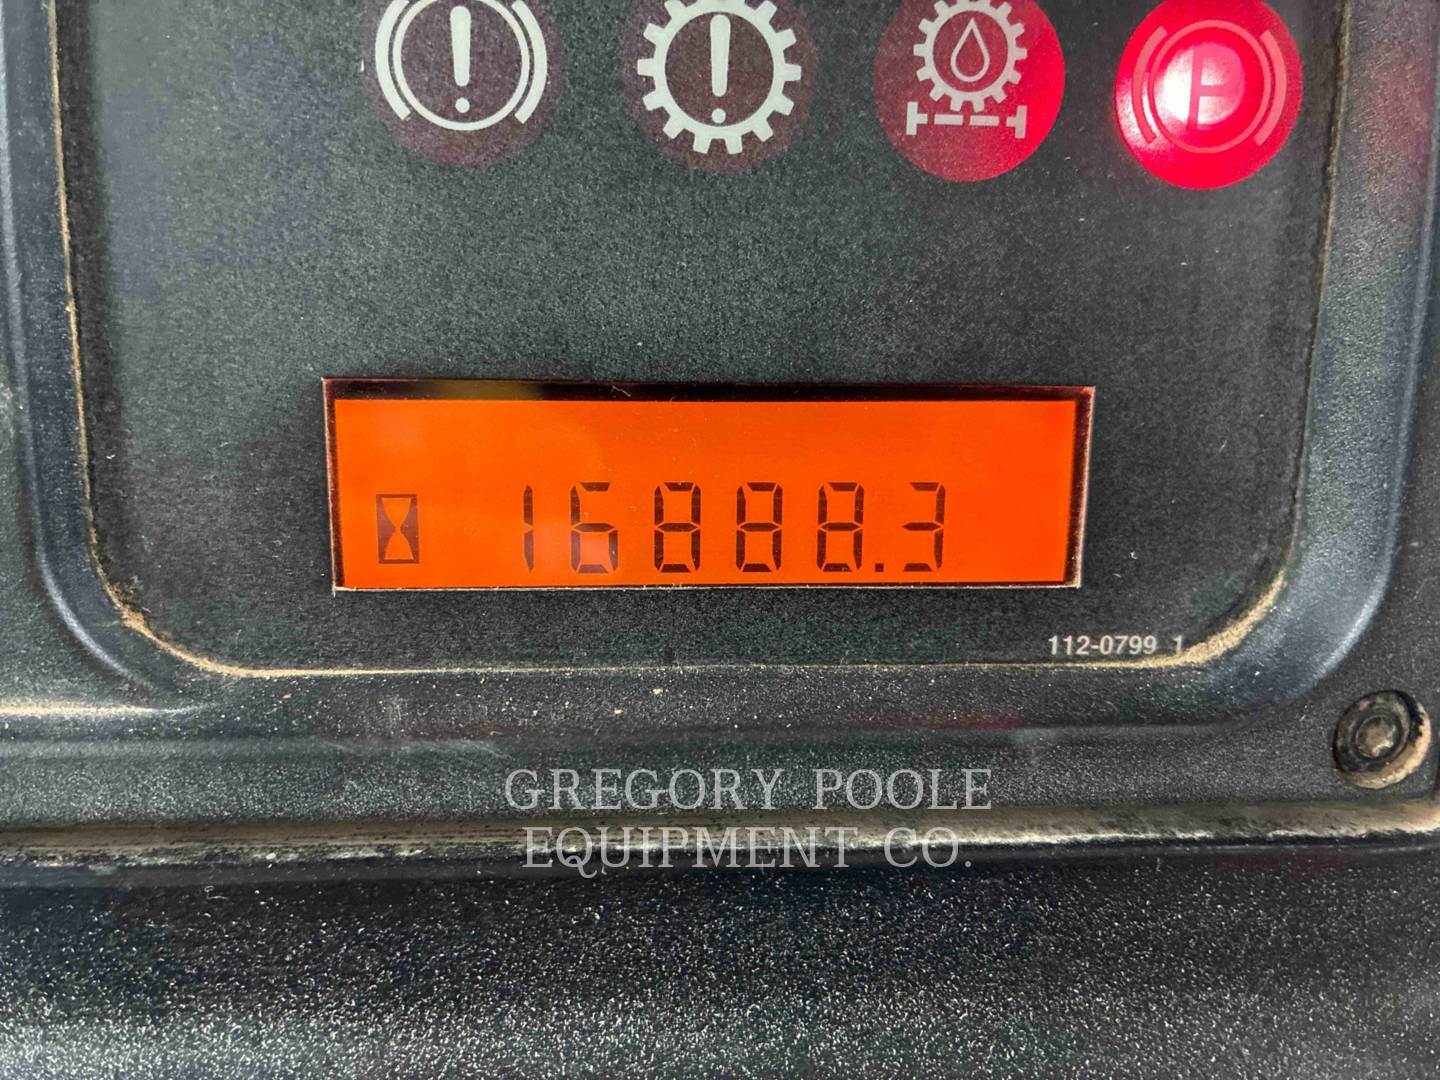 P
16888.3
112-0799 1
GREGORY POOLE
EQUIPMENT CO.